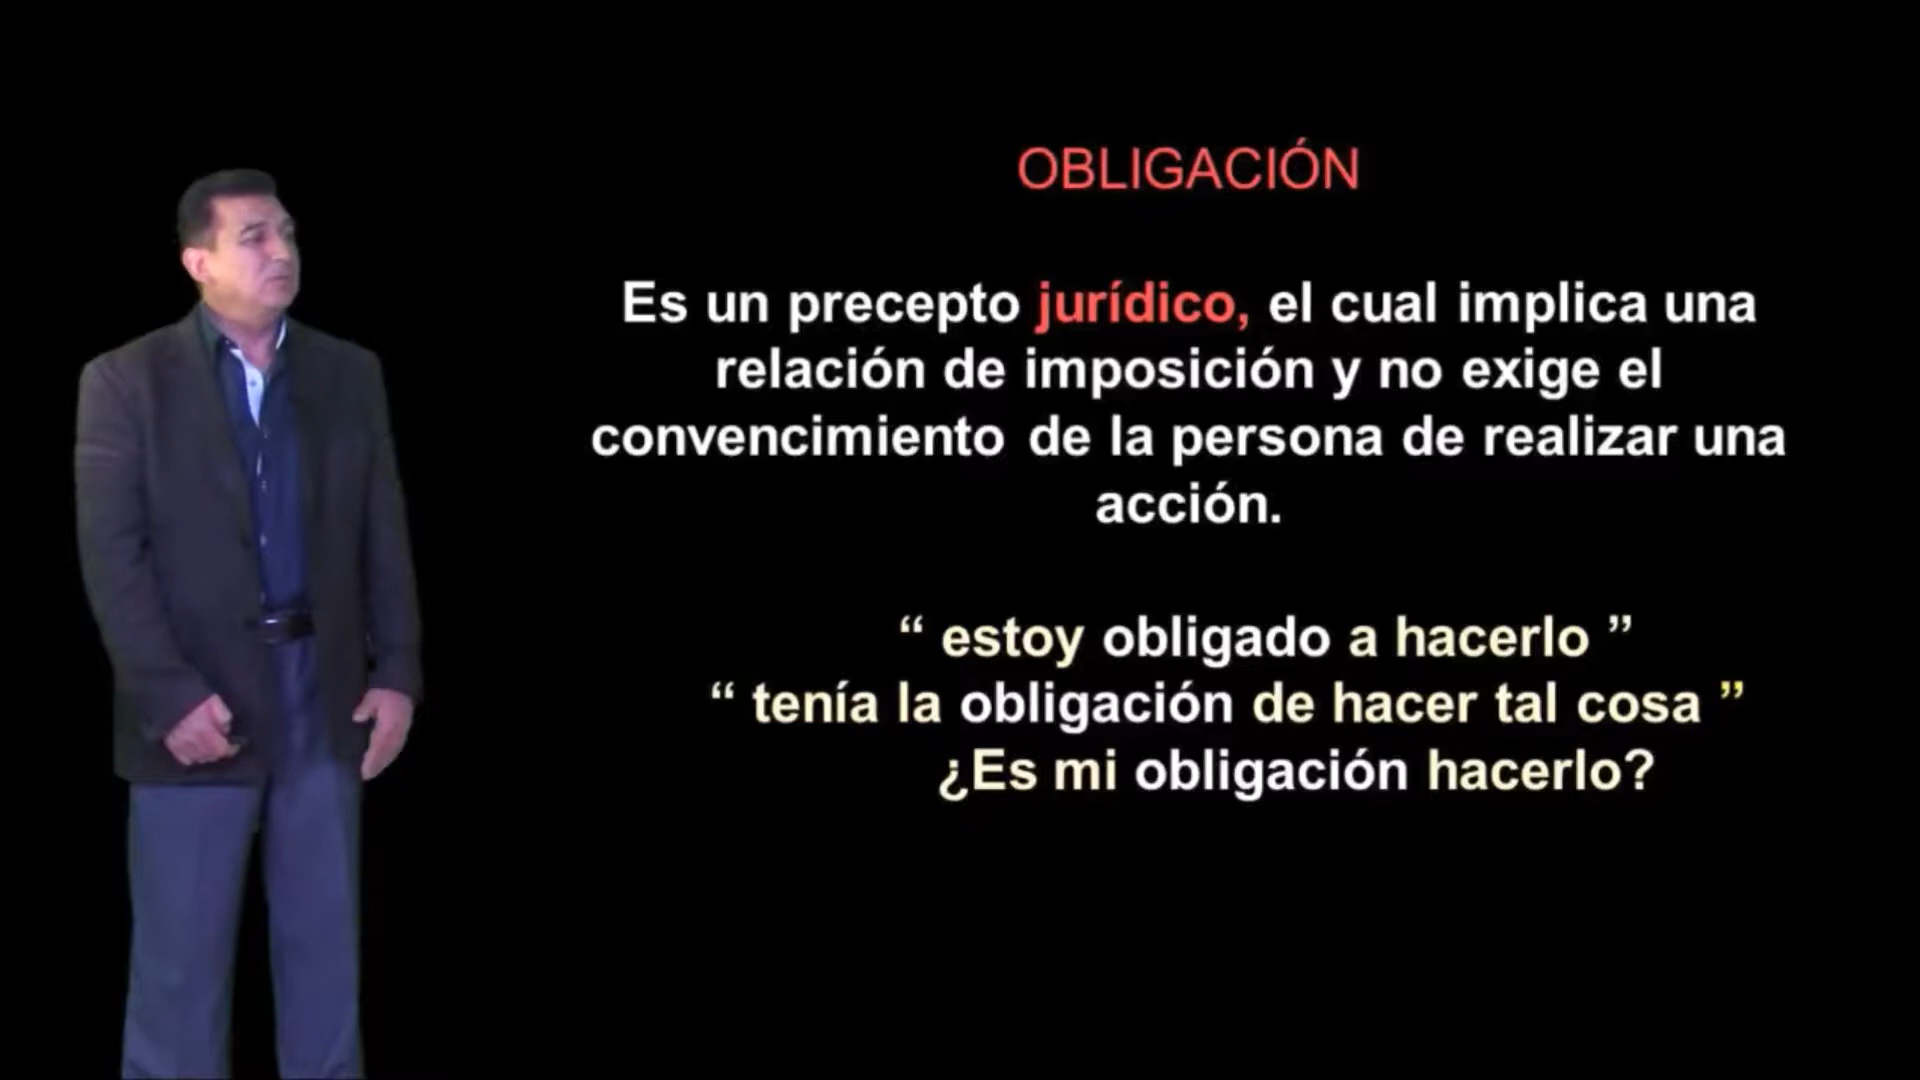 OBLIGACIÓN
Es un precepto jurídico, el cual implica una
relación de imposición y no exige el
convencimiento de la persona de realizar una
acción.
“ estoy obligado a hacerlo ”
“ tenía la obligación de hacer tal cosa ”
¿Es mi obligación hacerlo?